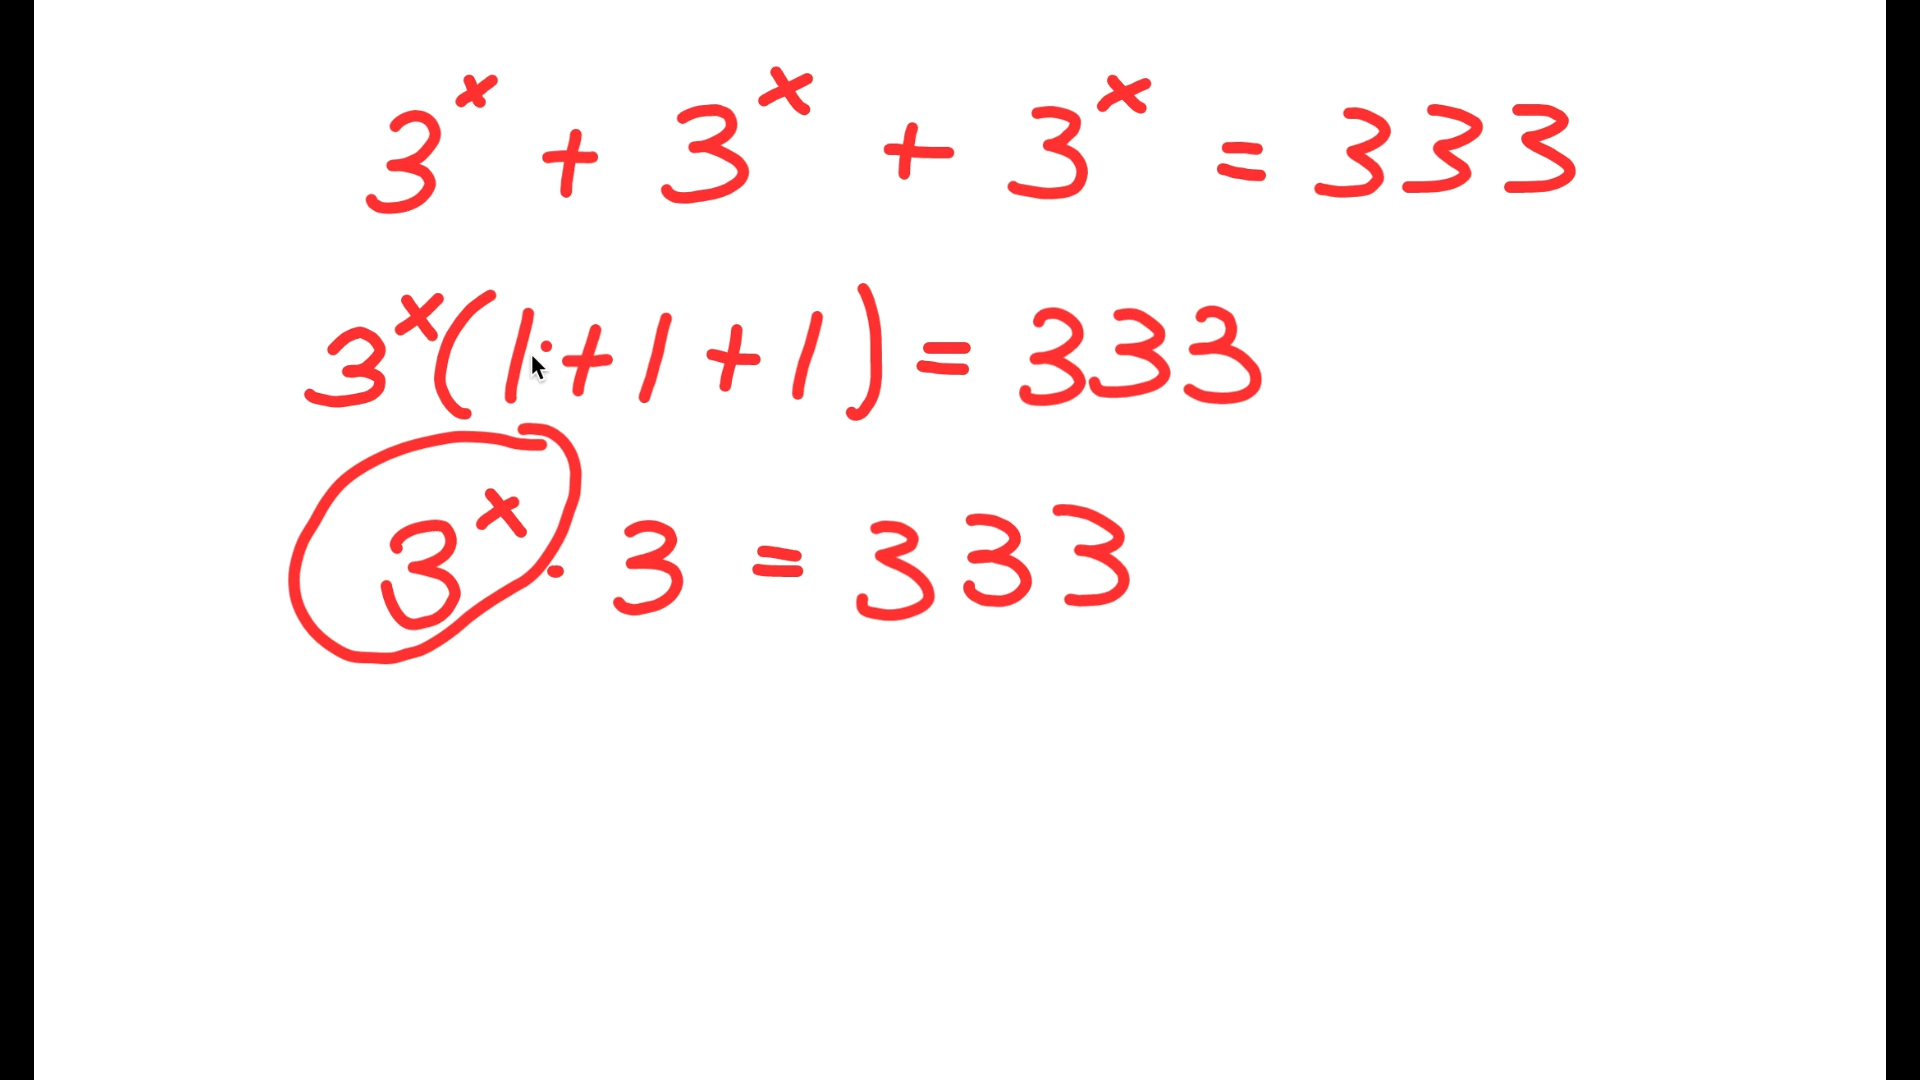 3^x + 3^x + 3^x = 333
3^x(1 + 1 + 1) = 333
3^x · 3 = 333